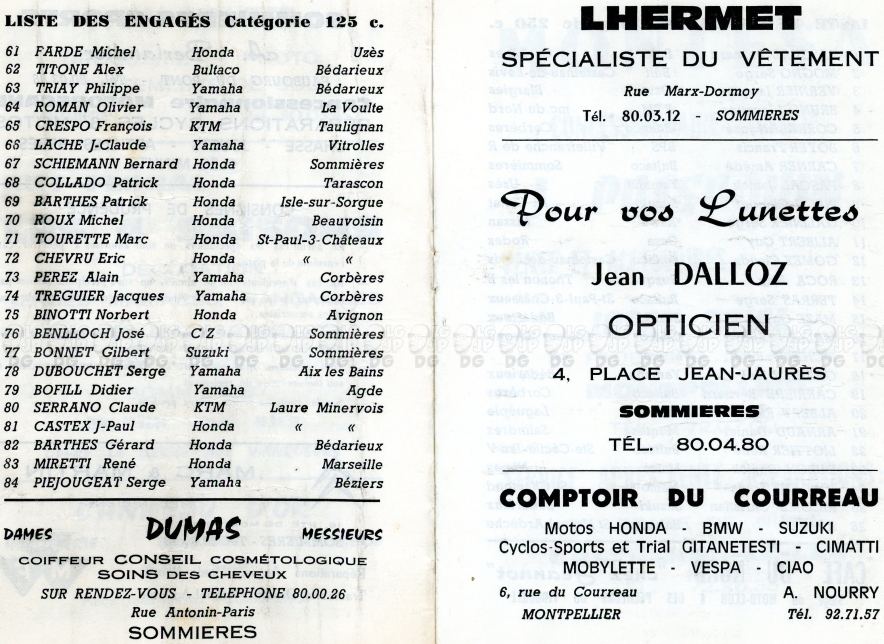 LISTE DES ENGAGÉS Catégorie 125 c.
61 FARDE Michel Honda Uzès
62 TITONE Alex Bulaco Bédarieux
63 TRIAY Philippe Yamaha Bédarieux
64 ROMAN Olivier Yamaha La Voulte
65 CRESPO François KTM Taulignan
66 LACHE J-Claude Yamaha Vitrolles
67 SCHIEMANN Bernard Honda Sommières
68 COLLADO Patrick Honda Tarascon
69 BARTHES Patrick Honda Isle-sur-Sorgue
70 ROUX Michel Honda Beauvoisin
71 TOURETTE Marc Honda St-Paul-3-Châteaux
72 CHEVRU Eric Honda « «
73 PEREZ Alain Yamaha Corbères
74 TREGUIER Jacques Yamaha Corbères
75 BINOTTI Norbert Honda Avignon
76 BENLLOCH José SZ Sommières
77 BONNET Gilbert Suzuki Sommières
78 DUBOUCHET Serge Yamaha Aix les Bains
79 BOFILL Didier Yamaha Agde
80 SERRANO Claude KTM Laure Minervois
81 CASTEX J-Paul Honda « «
82 BARTHES Gérard Honda Bédarieux
83 MIRETTI René Honda Marseille
84 PIEJOUGEAT Serge Yamaha Béziers
DAMES DUMAS MESSIEURS
COIFFEUR CONSEIL COSMÉTOLOGIQUE
SOINS DES CHEVEUX
SUR RENDEZ-VOUS - TELEPHONE 80.00.26
Rue Antonin-Paris
SOMMIERES
LHERMET
SPÉCIALISTE DU VÊTEMENT
Rue Marx-Dormoy
Tél. 80.03.12 - SOMMIERES
Pour vos Lunettes
Jean DALLOZ
OPTICIEN
4, PLACE JEAN-JAURÈS
SOMMIERES
TÉL. 80.04.80
COMPTOIR DU COURREAU
Motos HONDA - BMW - SUZUKI
Cyclos-Sports et Trial GITANETESTI - CIMATTI
MOBYLETTE - VESPA - CIAO
6, rue du Courreau A. NOURRY
MONTPELLIER Tél. 92.71.57